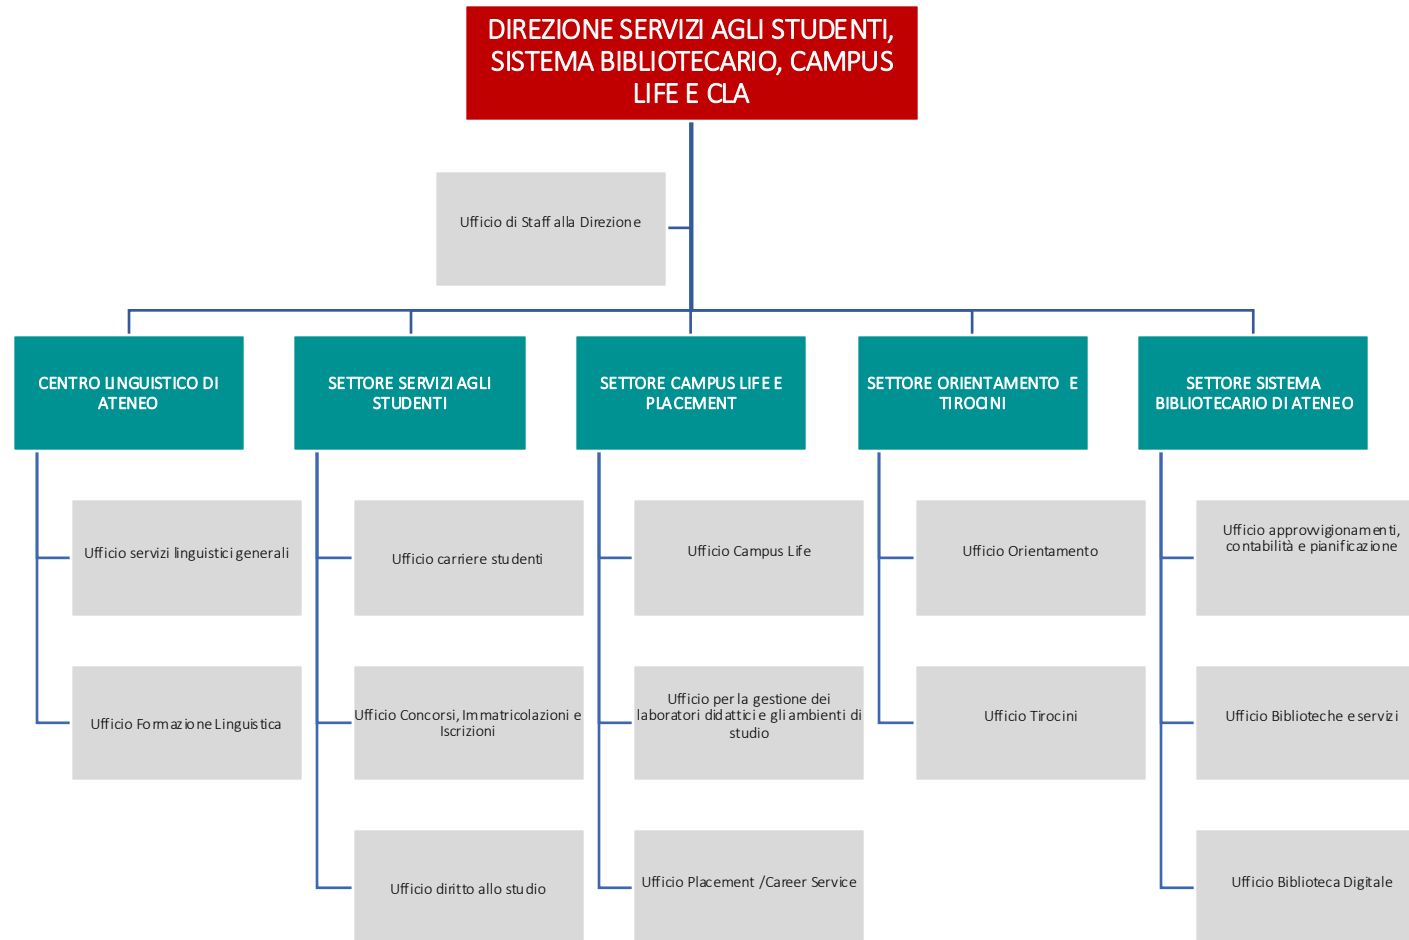 DIREZIONE SERVIZI AGLI STUDENTI,
SISTEMA BIBLIOTECARIO, CAMPUS
LIFE E CLA
Ufficio di Staff alla Direzione
CENTRO LINGUISTICO DI
ATENEO
SETTORE SERVIZI AGLI
STUDENTI
SETTORE CAMPUS LIFE E
PLACEMENT
SETTORE ORIENTAMENTO E
TIROCINI
SETTORE SISTEMA
BIBLIOTECARIO DI ATENEO
Ufficio servizi linguistici generali
Ufficio carriere studenti
Ufficio Campus Life
Ufficio Orientamento
Ufficio approvvigionamenti,
contabilità e pianificazione
Ufficio Formazione Linguistica
Ufficio Concorsi, Immatricolazioni e
Iscrizioni
Ufficio per la gestione dei
laboratori didattici e gli ambienti di
studio
Ufficio Tirocini
Ufficio Biblioteche e servizi
Ufficio diritto allo studio
Ufficio Placement /Career Service
Ufficio Biblioteca Digitale